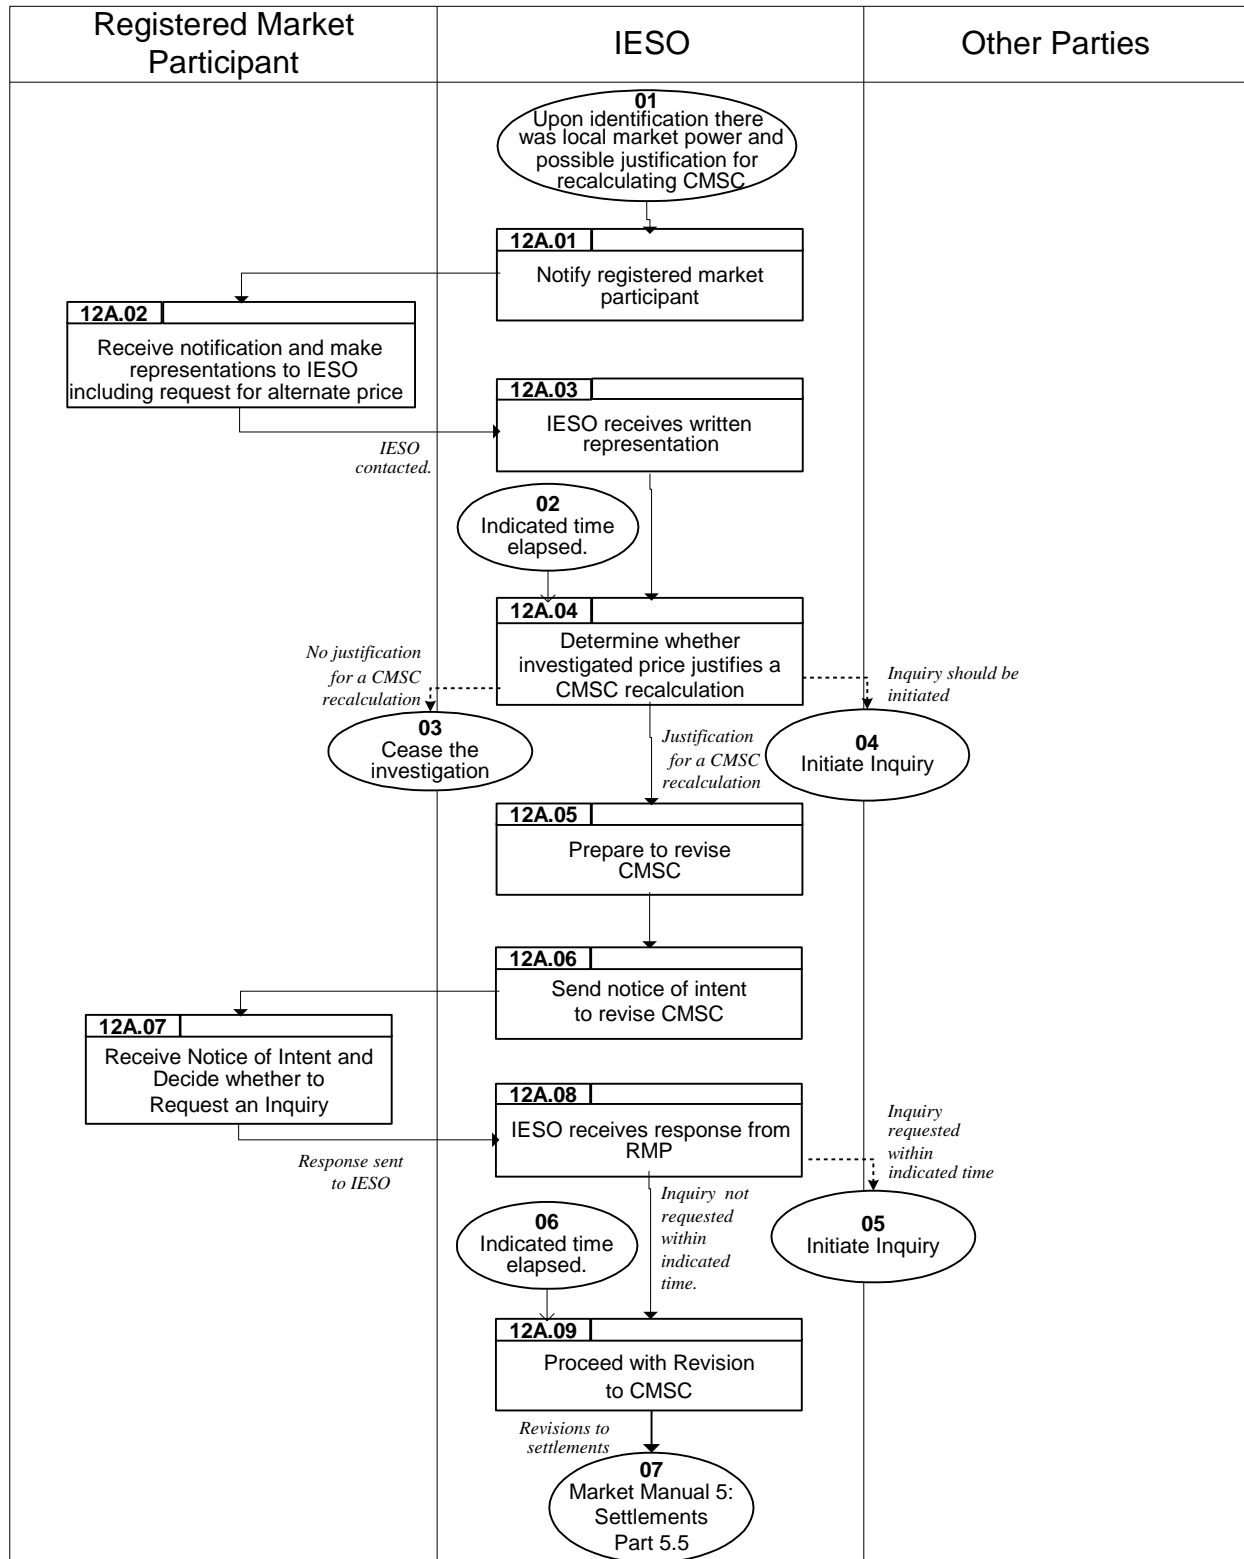 Registered Market
Participant
IESO
Other Parties
01
Upon identification there
was local market power and
possible justification for
recalculating CMSC
12A.01
Notify registered market
participant
12A.02
Receive notification and make
representations to IESO
including request for alternate price
12A.03
IESO receives written
representation
IESO
contacted.
02
Indicated time
elapsed.
12A.04
Determine whether
investigated price justifies a
CMSC recalculation
No justification
for a CMSC
recalculation
Inquiry should be
initiated
03
Cease the
investigation
Justification
for a CMSC
recalculation
04
Initiate Inquiry
12A.05
Prepare to revise
CMSC
12A.06
Send notice of intent
to revise CMSC
12A.07
Receive Notice of Intent and
Decide whether to
Request an Inquiry
12A.08
IESO receives response from
RMP
Response sent
to IESO
Inquiry
requested
within
indicated time
Inquiry not
requested
within
indicated
time.
05
Initiate Inquiry
06
Indicated time
elapsed.
12A.09
Proceed with Revision
to CMSC
Revisions to
settlements
07
Market Manual 5:
Settlements
Part 5.5